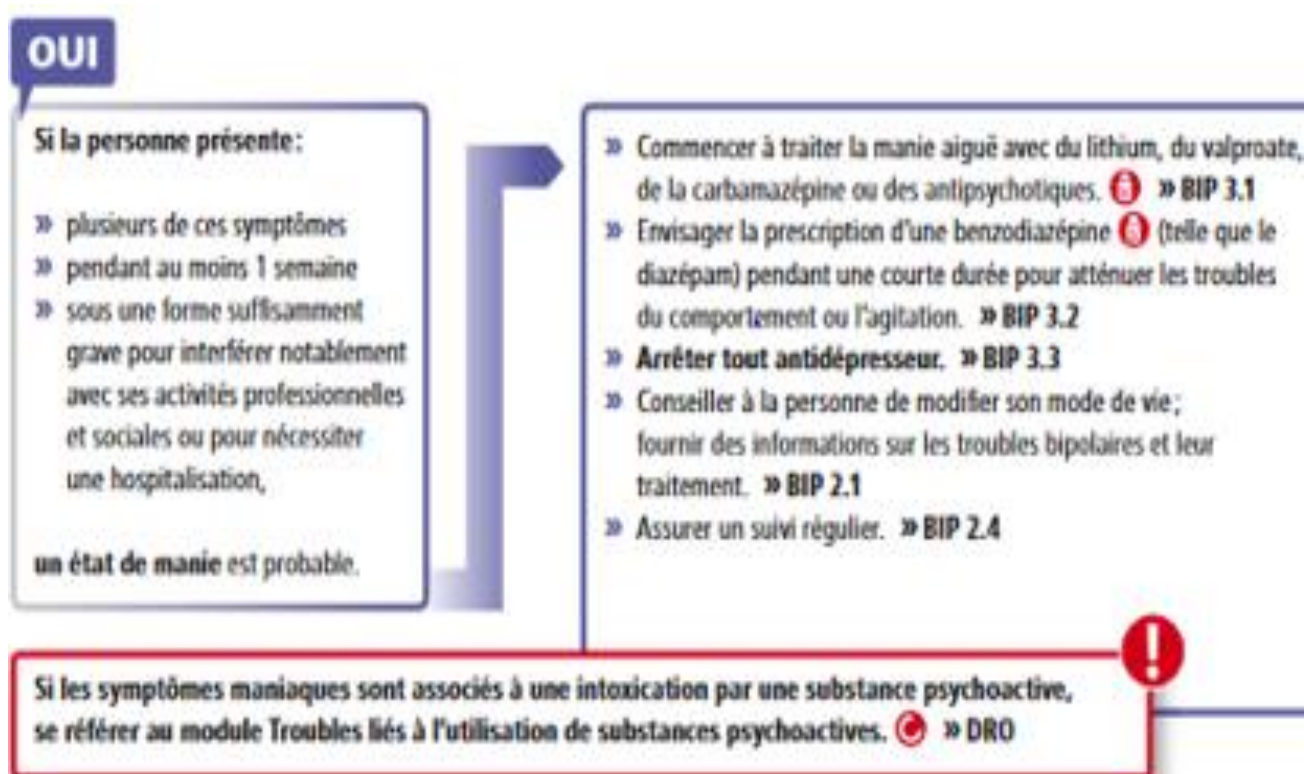 OUI
Si la personne présente:
» plusieurs de ces symptômes
» pendant au moins 1 semaine
» sous une forme suffisamment
grave pour interférer notablement
avec ses activités professionnelles
et sociales ou pour nécessiter
une hospitalisation,
un état de manie est probable.
» Commencer à traiter la manie aiguë avec du lithium, du valproate,
de la carbamazépine ou des antipsychotiques. » BIP 3.1
» Envisager la prescription d'une benzodiazépine (telle que le
diazépam) pendant une courte durée pour atténuer les troubles
du comportement ou l'agitation. » BIP 3.2
» Arrêter tout antidépresseur. » BIP 3.3
» Conseiller à la personne de modifier son mode de vie;
fournir des informations sur les troubles bipolaires et leur
traitement. » BIP 2.1
» Assurer un suivi régulier. » BIP 2.4
!
Si les symptômes maniaques sont associés à une intoxication par une substance psychoactive,
se référer au module Troubles liés à l'utilisation de substances psychoactives. » DRO